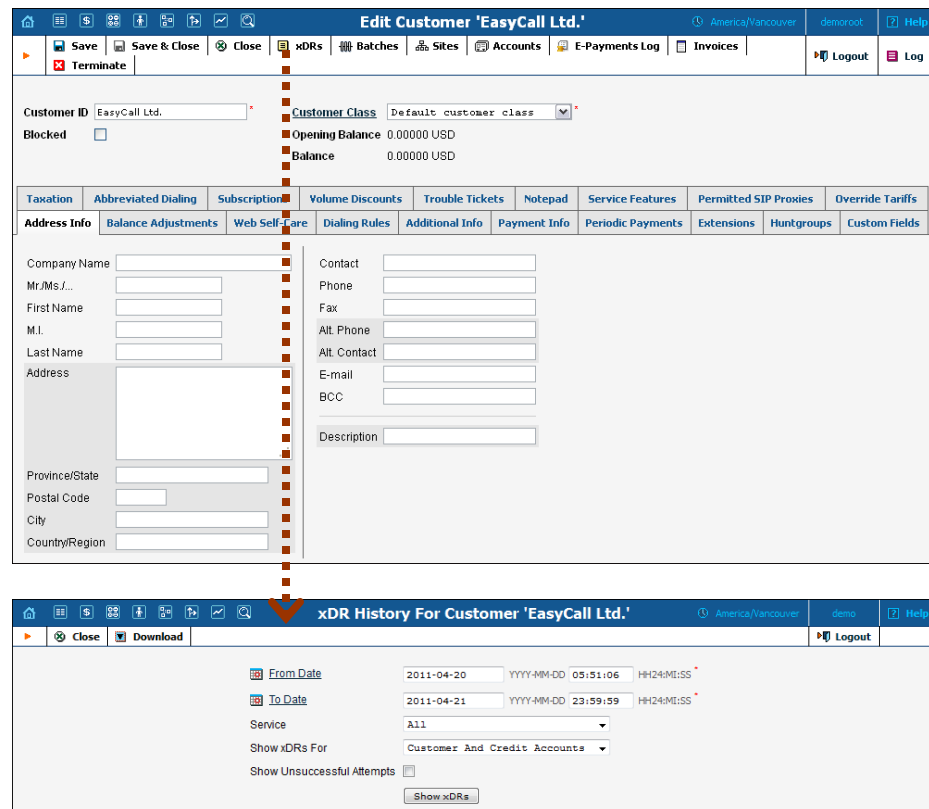 Edit Customer 'EasyCall Ltd.' America/Vancouver demoroot ? Help
Save Save & Close Close xDRs Batches Sites Accounts E-Payments Log Invoices Logout Log
Terminate
Customer ID EasyCall Ltd. * Customer Class Default customer class *
Blocked Opening Balance 0.00000 USD
Balance 0.00000 USD
Taxation Abbreviated Dialing Subscriptions Volume Discounts Trouble Tickets Notepad Service Features Permitted SIP Proxies Override Tariffs
Address Info Balance Adjustments Web Self-Care Dialing Rules Additional Info Payment Info Periodic Payments Extensions Huntgroups Custom Fields
Company Name Contact
Mr./Ms./... Phone
First Name Fax
M.I. Alt. Phone
Last Name Alt. Contact
Address E-mail
BCC
Description
Province/State
Postal Code
City
Country/Region
xDR History For Customer 'EasyCall Ltd.' America/Vancouver demo ? Help
Close Download Logout
From Date 2011-04-20 YYYY-MM-DD 05:51:06 HH24:MI:SS *
To Date 2011-04-21 YYYY-MM-DD 23:59:59 HH24:MI:SS *
Service All
Show xDRs For Customer And Credit Accounts
Show Unsuccessful Attempts
Show xDRs